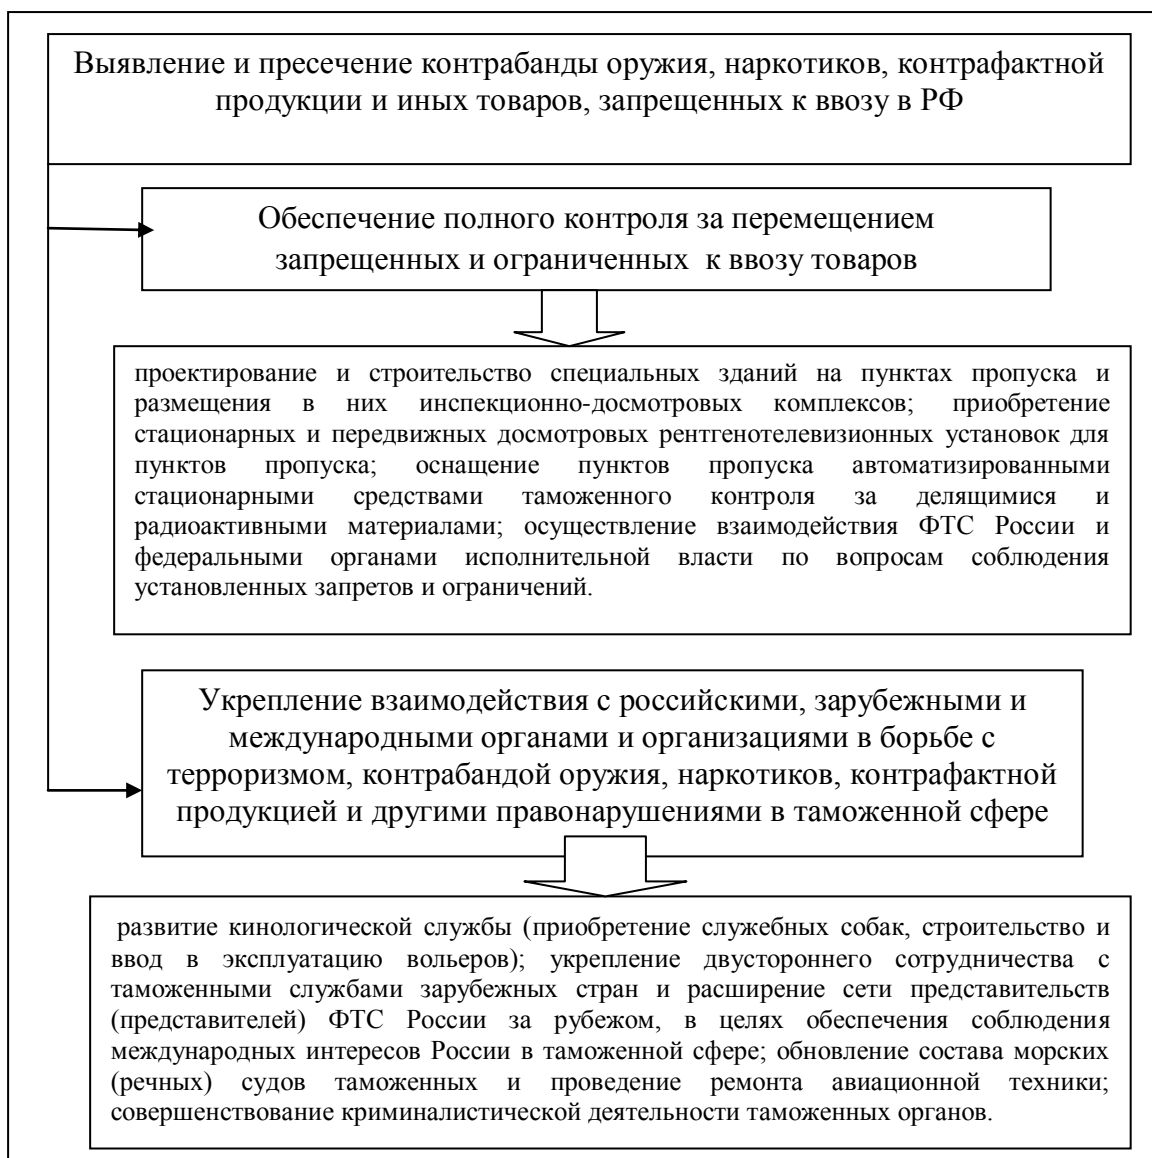 Выявление и пресечение контрабанды оружия, наркотиков, контрафактной
продукции и иных товаров, запрещенных к ввозу в РФ
Обеспечение полного контроля за перемещением
запрещенных и ограниченных к ввозу товаров
проектирование и строительство специальных зданий на пунктах пропуска и
размещения в них инспекционно-досмотровых комплексов; приобретение
стационарных и передвижных досмотровых рентгенотелевизионных установок для
пунктов пропуска; оснащение пунктов пропуска автоматизированными
стационарными средствами таможенного контроля за делящимися и
радиоактивными материалами; осуществление взаимодействия ФТС России и
федеральными органами исполнительной власти по вопросам соблюдения
установленных запретов и ограничений.
Укрепление взаимодействия с российскими, зарубежными и
международными органами и организациями в борьбе с
терроризмом, контрабандой оружия, наркотиков, контрафактной
продукцией и другими правонарушениями в таможенной сфере
развитие кинологической службы (приобретение служебных собак, строительство и
ввод в эксплуатацию вольеров); укрепление двустороннего сотрудничества с
таможенными службами зарубежных стран и расширение сети представительств
(представителей) ФТС России за рубежом, в целях обеспечения соблюдения
международных интересов России в таможенной сфере; обновление состава морских
(речных) судов таможенных и проведение ремонта авиационной техники;
совершенствование криминалистической деятельности таможенных органов.